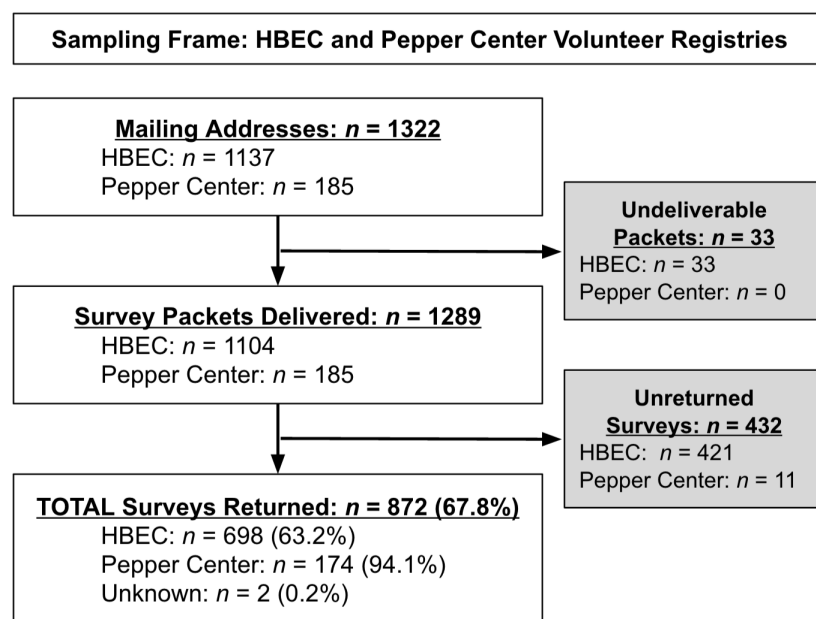 Sampling Frame: HBEC and Pepper Center Volunteer Registries
Mailing Addresses: n = 1322
HBEC: n = 1137
Pepper Center: n = 185
Undeliverable
Packets: n = 33
HBEC: n = 33
Pepper Center: n = 0
Survey Packets Delivered: n = 1289
HBEC: n = 1104
Pepper Center: n = 185
Unreturned
Surveys: n = 432
HBEC: n = 421
Pepper Center: n = 11
TOTAL Surveys Returned: n = 872 (67.8%)
HBEC: n = 698 (63.2%)
Pepper Center: n = 174 (94.1%)
Unknown: n = 2 (0.2%)